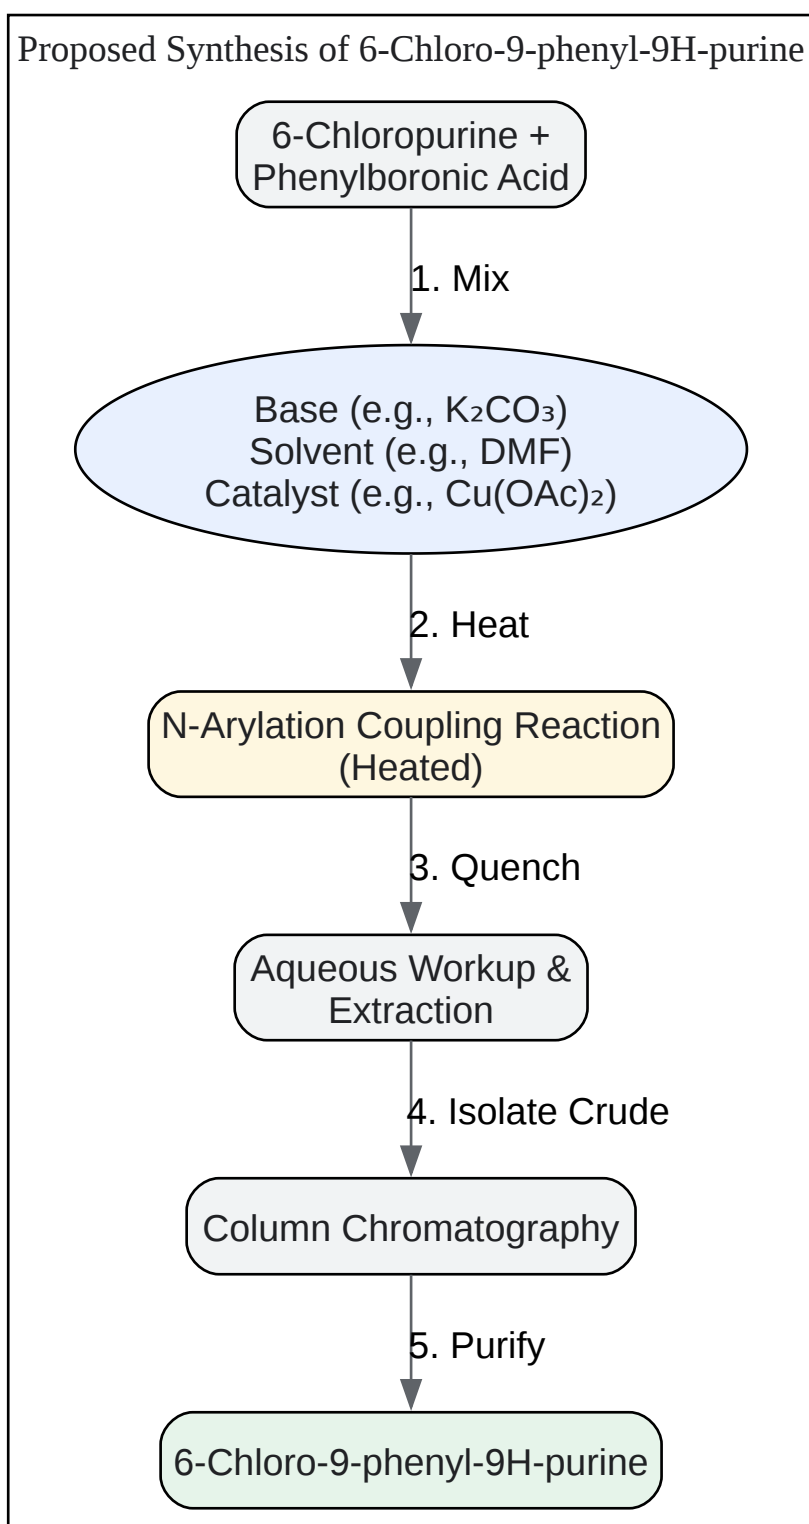 Proposed Synthesis of 6-Chloro-9-phenyl-9H-purine
6-Chloropurine +
Phenylboronic Acid
1. Mix
Base (e.g., K₂CO₃)
Solvent (e.g., DMF)
Catalyst (e.g., Cu(OAc)₂)
2. Heat
N-Arylation Coupling Reaction
(Heated)
3. Quench
Aqueous Workup &
Extraction
4. Isolate Crude
Column Chromatography
5. Purify
6-Chloro-9-phenyl-9H-purine